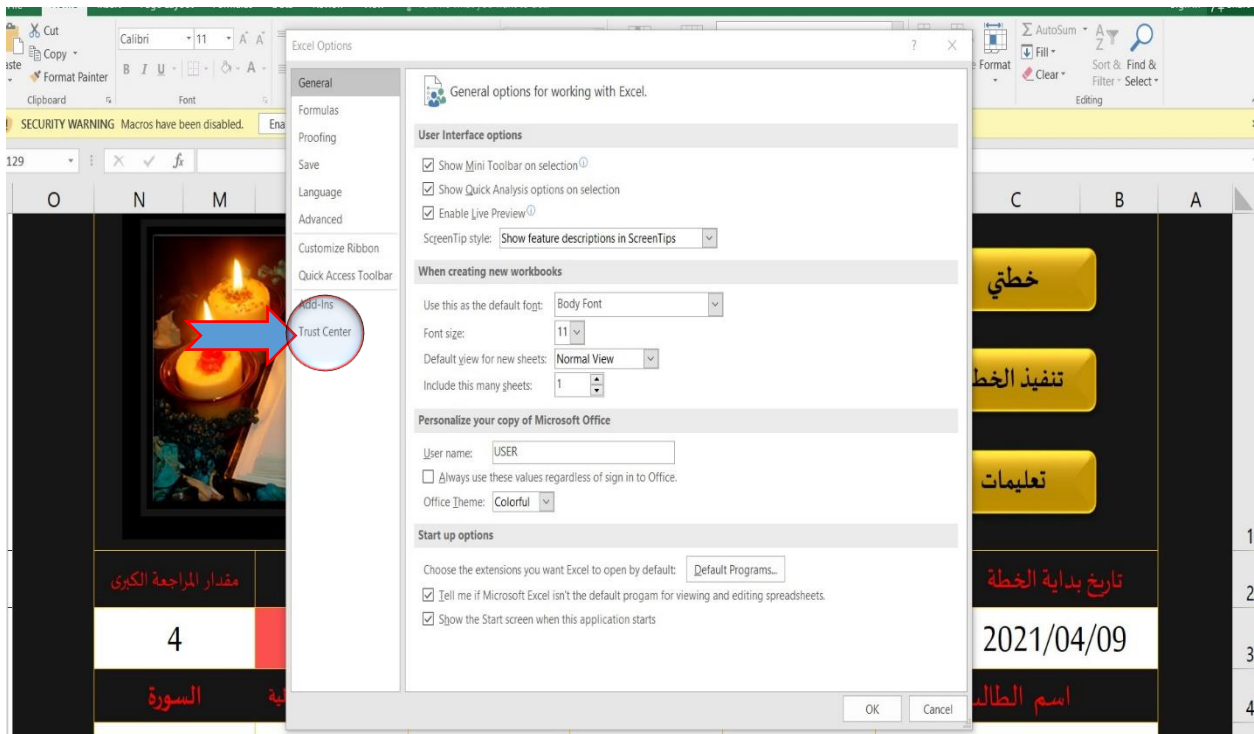 Cut
Copy
Format Painter
Clipboard
Calibri
11
B I U
Font
Format
AutoSum
Fill
Clear
Sort & Find &
Filter Select
Editing
SECURITY WARNING Macros have been disabled.
129
fx
O N M C B A
Excel Options
General
Formulas
Proofing
Save
Language
Advanced
Customize Ribbon
Quick Access Toolbar
Add-Ins
Trust Center
General options for working with Excel.
User Interface options
Show Mini Toolbar on selection
Show Quick Analysis options on selection
Enable Live Preview
ScreenTip style: Show feature descriptions in ScreenTips
When creating new workbooks
Use this as the default font: Body Font
Font size: 11
Default view for new sheets: Normal View
Include this many sheets: 1
Personalize your copy of Microsoft Office
User name: USER
Always use these values regardless of sign in to Office.
Office Theme: Colorful
Start up options
Choose the extensions you want Excel to open by default: Default Programs...
Tell me if Microsoft Excel isn't the default progam for viewing and editing spreadsheets.
Show the Start screen when this application starts
OK Cancel
خطتي
تنفيذ
تعليمات
1
تاريخ بداية الخطة
مقدار المراجعة الكبرى
2
2021/04/09
4
3
اسم
السورة
4